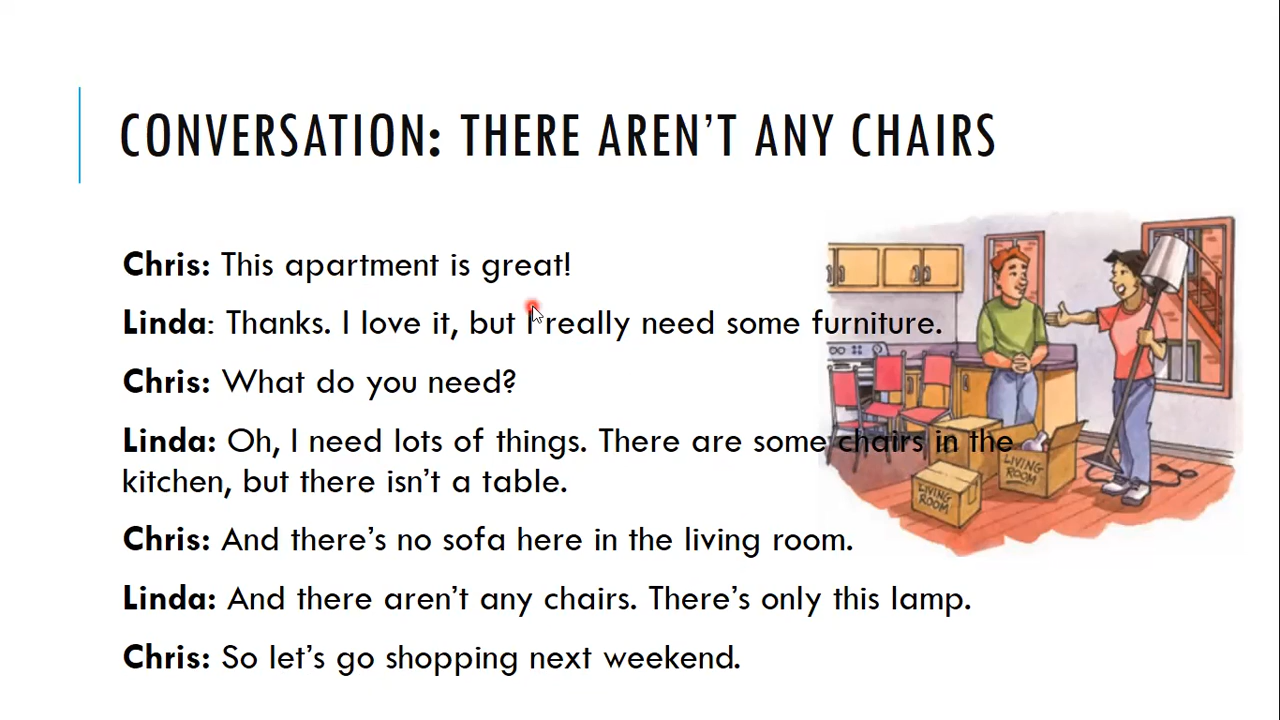 CONVERSATION: THERE AREN'T ANY CHAIRS
Chris: This apartment is great!
Linda: Thanks. I love it, but I really need some furniture.
Chris: What do you need?
Linda: Oh, I need lots of things. There are some chairs in the
kitchen, but there isn't a table.
Chris: And there's no sofa here in the living room.
Linda: And there aren't any chairs. There's only this lamp.
Chris: So let's go shopping next weekend.
LIVING
ROOM
LIVING
ROOM